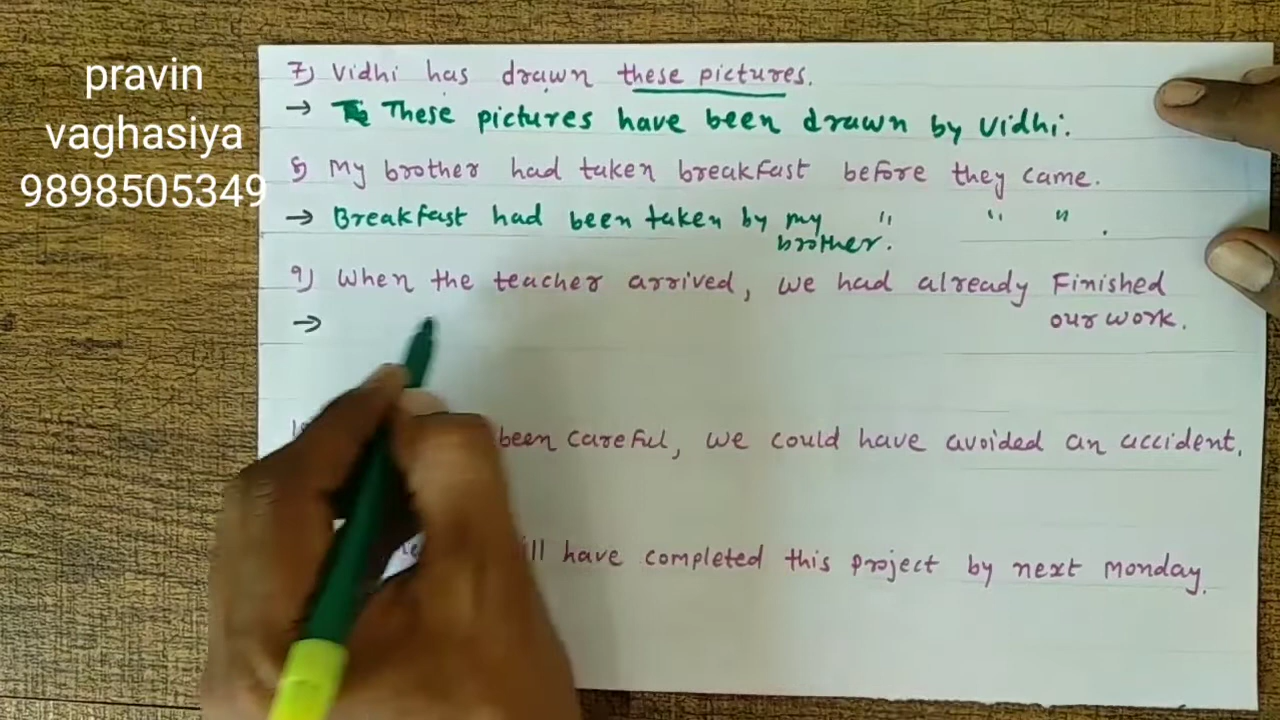 pravin
vaghasiya
9898505349
7) Vidhi has drawn these pictures.
→ These pictures have been drawn by Vidhi.
8) My brother had taken breakfast before they came.
→ Breakfast had been taken by my brother. " " " .
9) When the teacher arrived, we had already Finished
our work.
→
been careful, we could have avoided an accident.
have completed this project by next Monday.